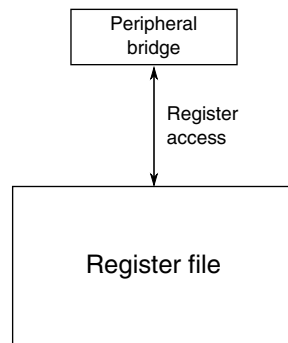 Peripheral
bridge
Register
access
Register file